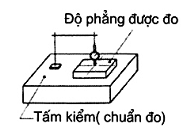 Độ phẳng được đo
Tấm kiểm( chuẩn đo)